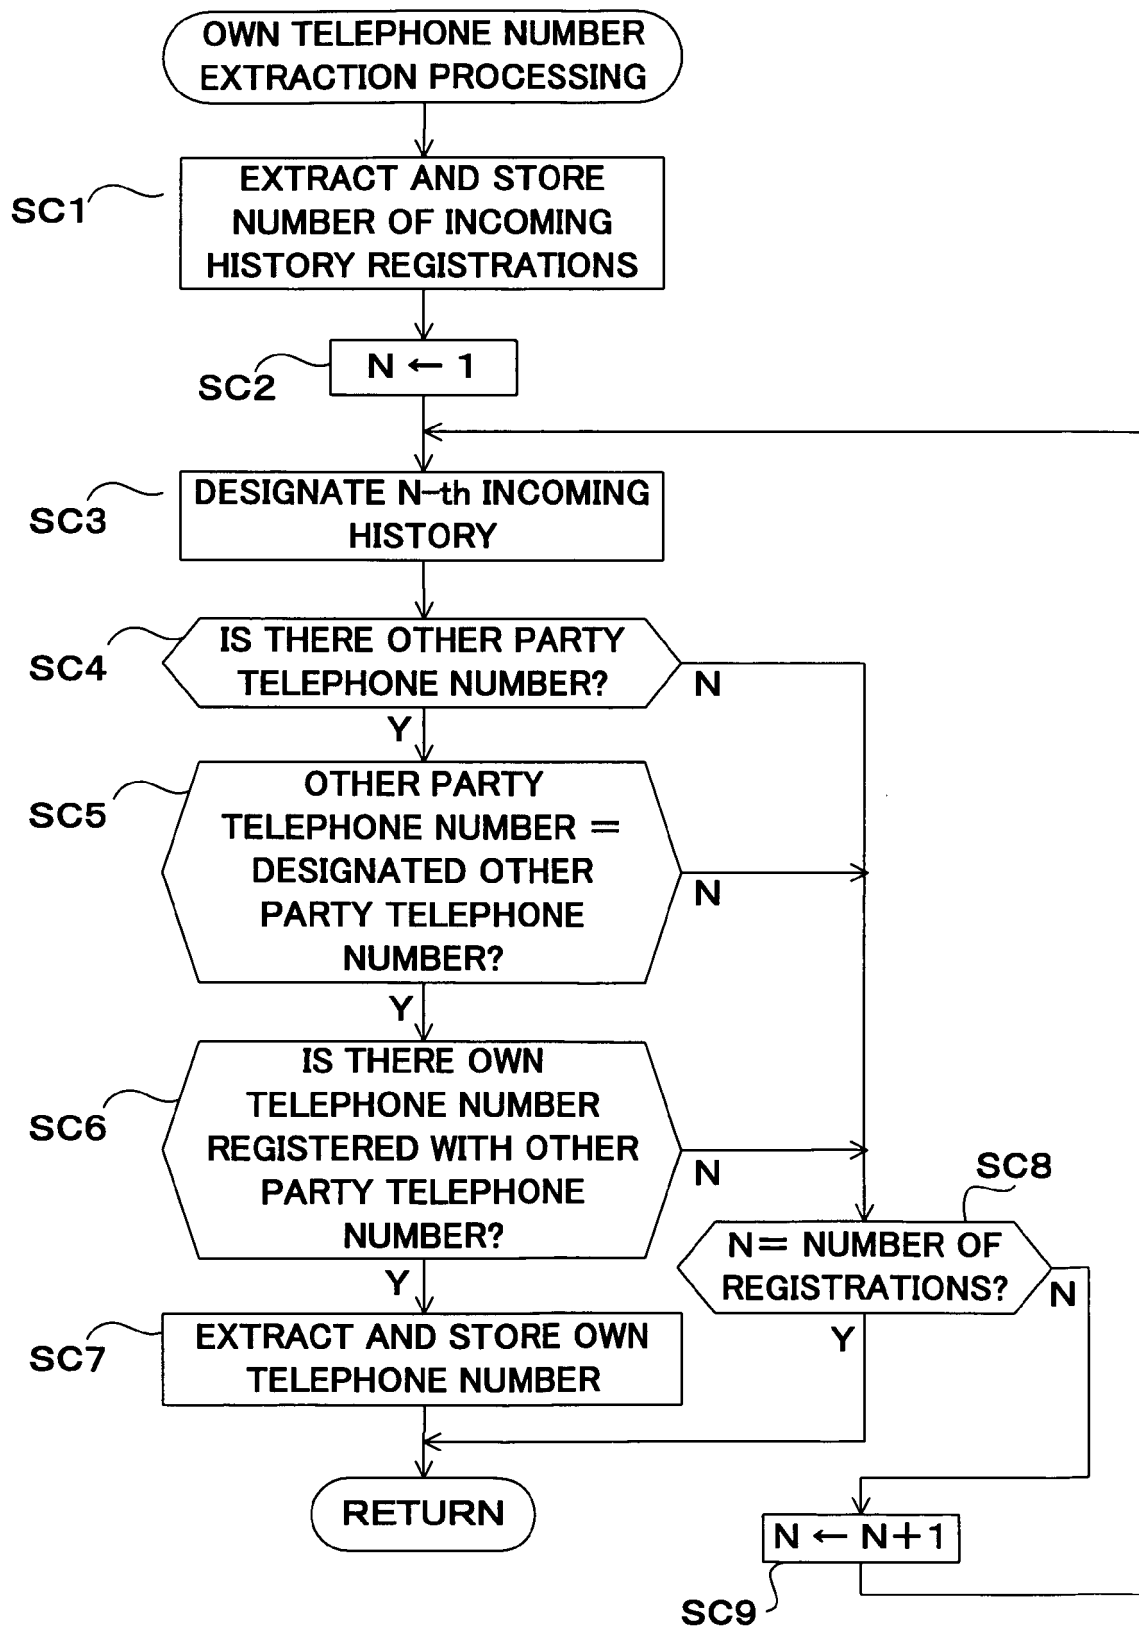 OWN TELEPHONE NUMBER
EXTRACTION PROCESSING
SC1
EXTRACT AND STORE
NUMBER OF INCOMING
HISTORY REGISTRATIONS
SC2
N ← 1
SC3
DESIGNATE N-th INCOMING
HISTORY
SC4
IS THERE OTHER PARTY
TELEPHONE NUMBER?
N
Y
SC5
OTHER PARTY
TELEPHONE NUMBER =
DESIGNATED OTHER
PARTY TELEPHONE
NUMBER?
N
Y
SC6
IS THERE OWN
TELEPHONE NUMBER
REGISTERED WITH OTHER
PARTY TELEPHONE
NUMBER?
N
Y
SC8
N= NUMBER OF
REGISTRATIONS?
N
Y
SC7
EXTRACT AND STORE OWN
TELEPHONE NUMBER
RETURN
N ← N+1
SC9